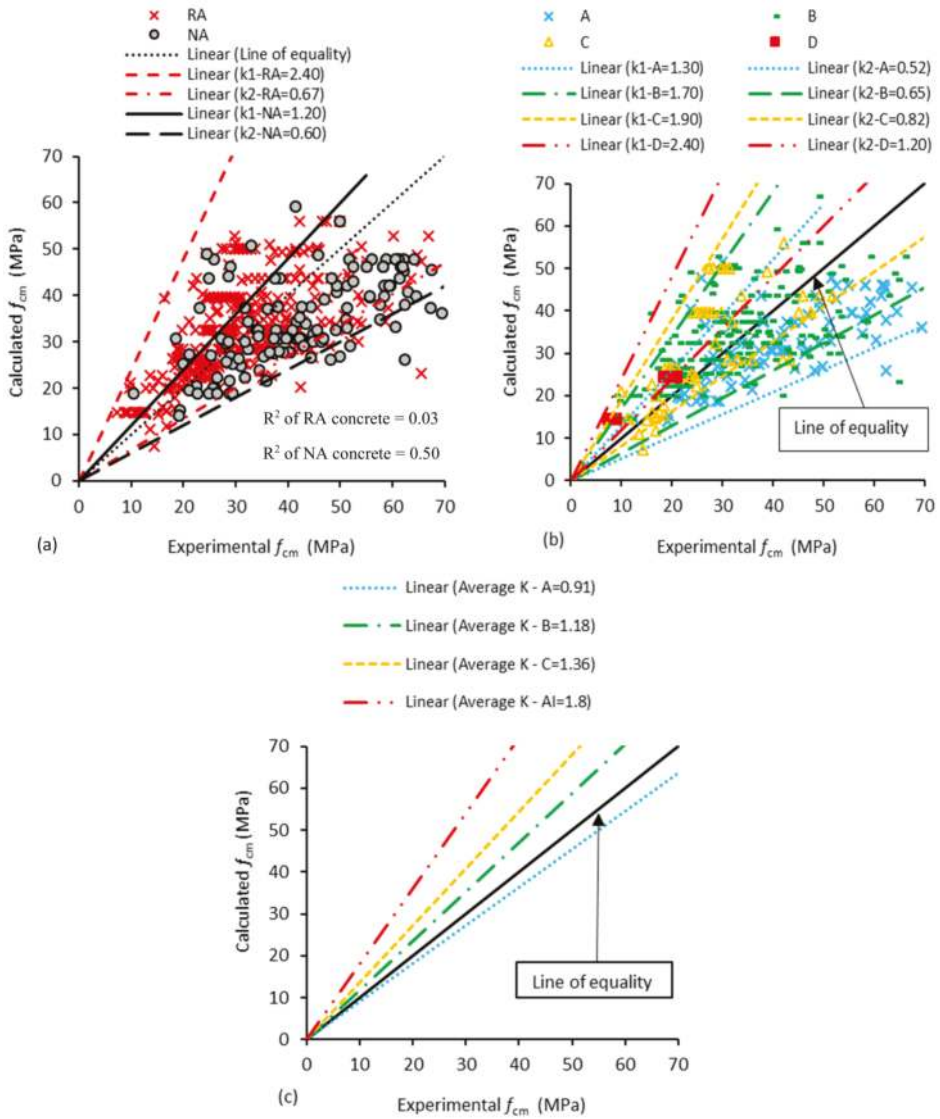 RA
NA
Linear (Line of equality)
Linear (k1-RA=2.40)
Linear (k2-RA=0.67)
Linear (k1-NA=1.20)
Linear (k2-NA=0.60)
70
60
50
40
30
20
10
0
Calculated fcm (MPa)
R² of RA concrete = 0.03
R² of NA concrete = 0.50
0 10 20 30 40 50 60 70
(a)
Experimental fcm (MPa)
A B
C D
Linear (k1-A=1.30) Linear (k2-A=0.52)
Linear (k1-B=1.70) Linear (k2-B=0.65)
Linear (k1-C=1.90) Linear (k2-C=0.82)
Linear (k1-D=2.40) Linear (k2-D=1.20)
70
60
50
40
30
20
10
0
Calculated fcm (MPa)
Line of equality
0 10 20 30 40 50 60 70
(b)
Experimental fcm (MPa)
Linear (Average K - A=0.91)
Linear (Average K - B=1.18)
Linear (Average K - C=1.36)
Linear (Average K - AI=1.8)
70
60
50
40
30
20
10
0
Calculated fcm (MPa)
Line of equality
0 10 20 30 40 50 60 70
(c)
Experimental fcm (MPa)